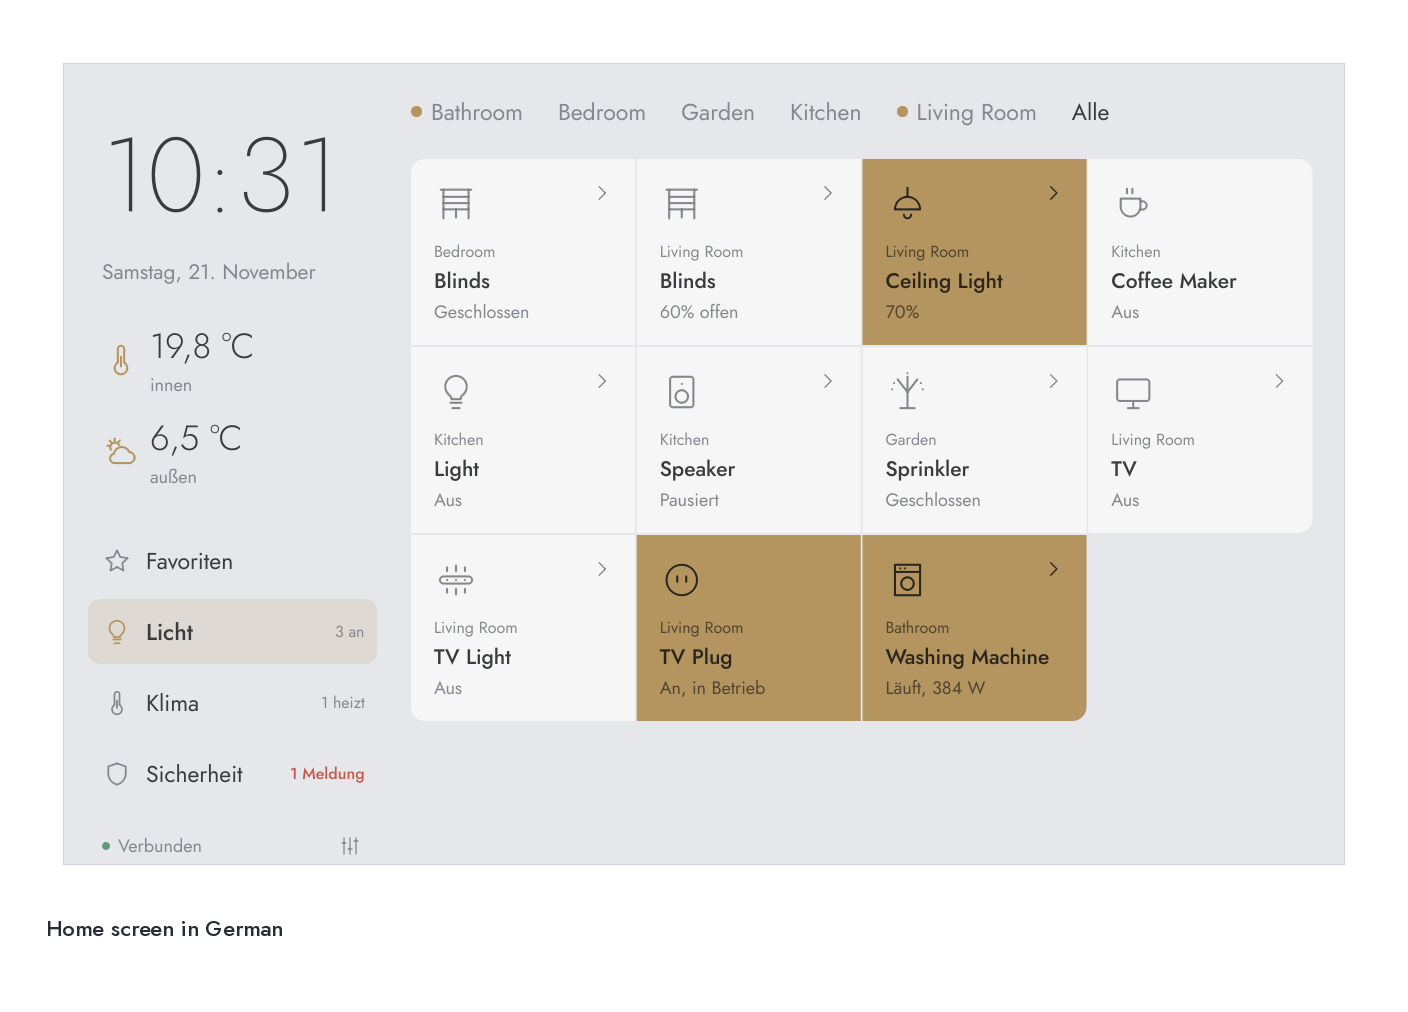 10:31
Samstag, 21. November
19,8 °C
innen
6,5 °C
außen
Favoriten
Licht 3 an
Klima 1 heizt
Sicherheit 1 Meldung
Verbunden
Bathroom Bedroom Garden Kitchen Living Room Alle
Bedroom
Blinds
Geschlossen
Living Room
Blinds
60% offen
Living Room
Ceiling Light
70%
Kitchen
Coffee Maker
Aus
Kitchen
Light
Aus
Kitchen
Speaker
Pausiert
Garden
Sprinkler
Geschlossen
Living Room
TV
Aus
Living Room
TV Light
Aus
Living Room
TV Plug
An, in Betrieb
Bathroom
Washing Machine
Läuft, 384 W
Home screen in German